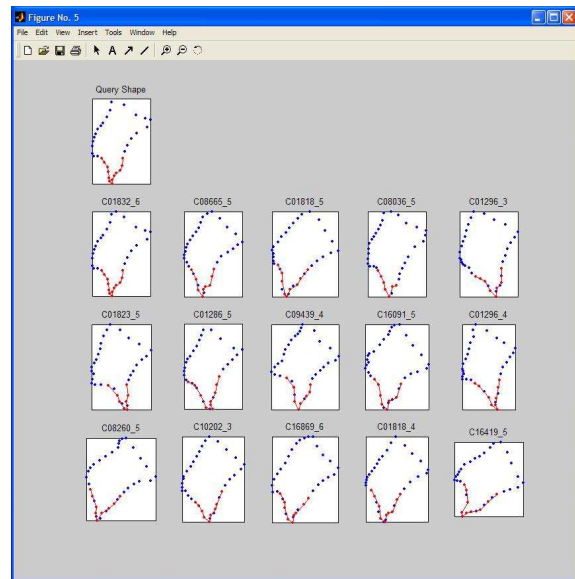 Figure No. 5
File Edit View Insert Tools Window Help
A
Query Shape
C01832_6 C08665_5 C01818_5 C08036_5 C01296_3
C01823_5 C01286_5 C09439_4 C16091_5 C01296_4
C08260_5 C10202_3 C16869_6 C01818_4 C16419_5